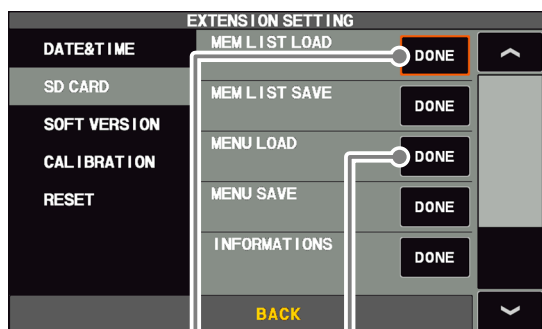 EXTENSION SETTING
DATE&TIME
SD CARD
SOFT VERSION
CALIBRATION
RESET
MEM LIST LOAD DONE
MEM LIST SAVE DONE
MENU LOAD DONE
MENU SAVE DONE
INFORMATIONS DONE
BACK